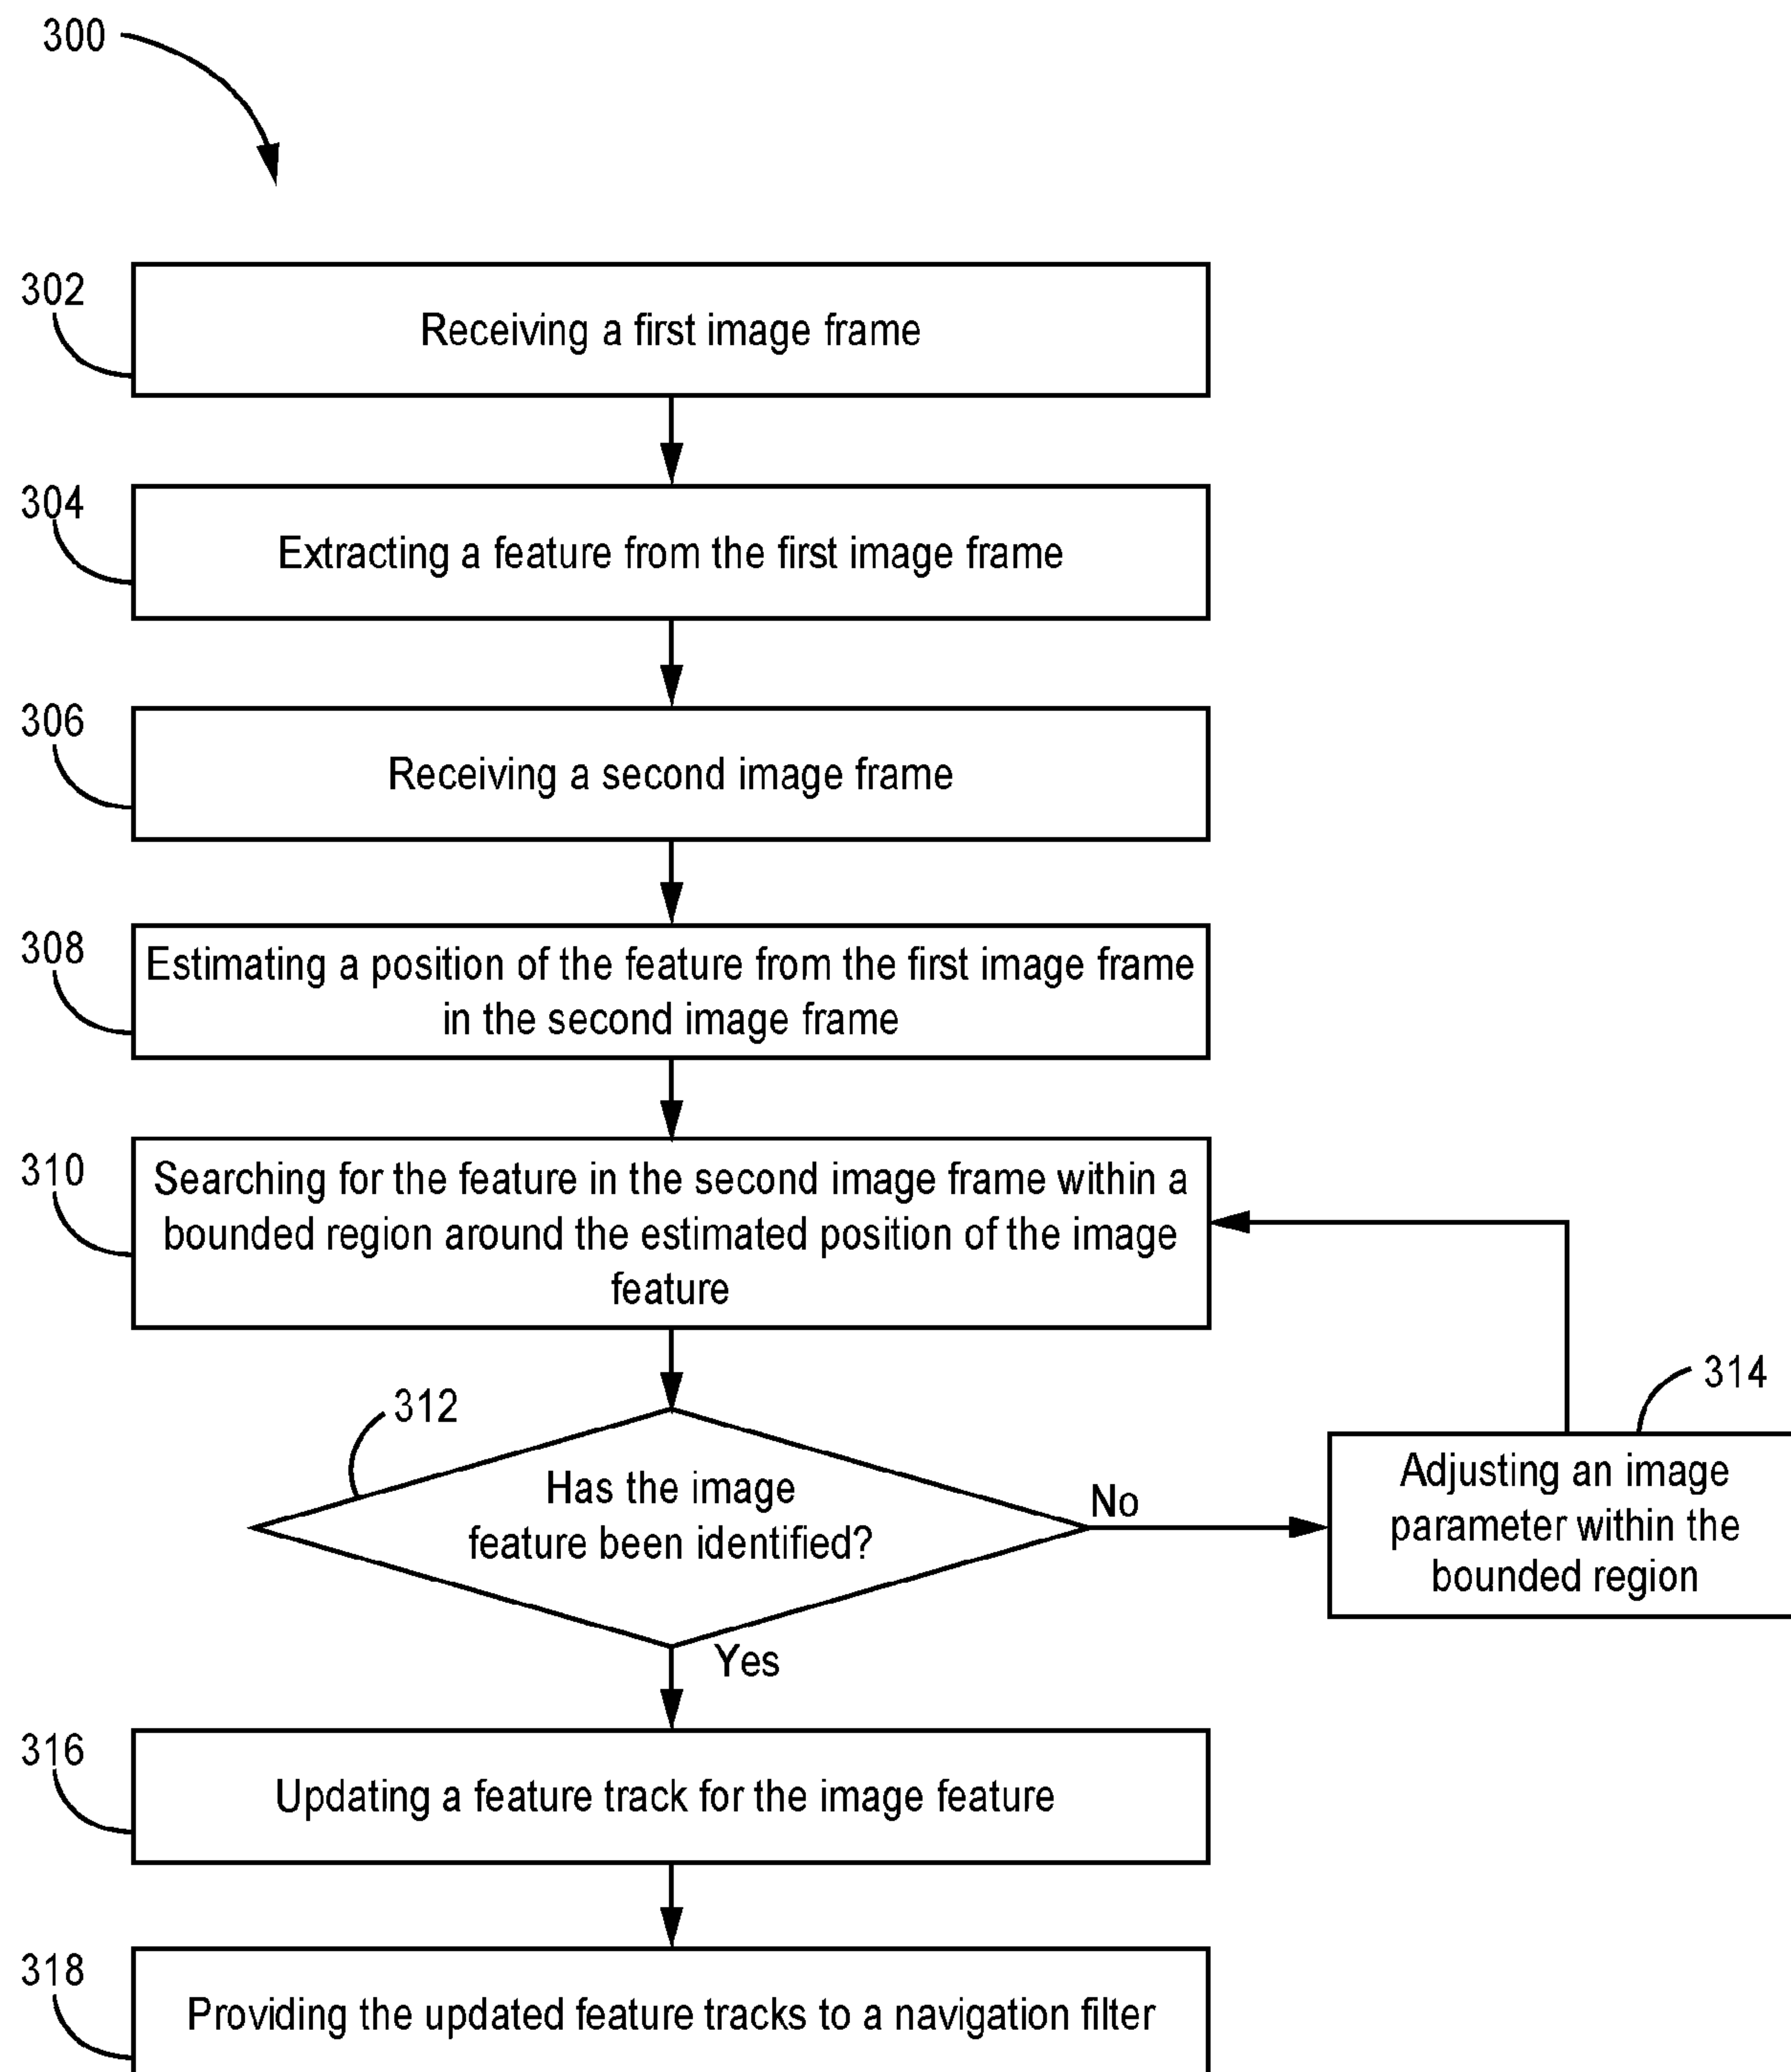 300
302
Receiving a first image frame
304
Extracting a feature from the first image frame
306
Receiving a second image frame
308
Estimating a position of the feature from the first image frame
in the second image frame
310
Searching for the feature in the second image frame within a
bounded region around the estimated position of the image
feature
312
Has the image
feature been identified?
No
314
Adjusting an image
parameter within the
bounded region
Yes
316
Updating a feature track for the image feature
318
Providing the updated feature tracks to a navigation filter